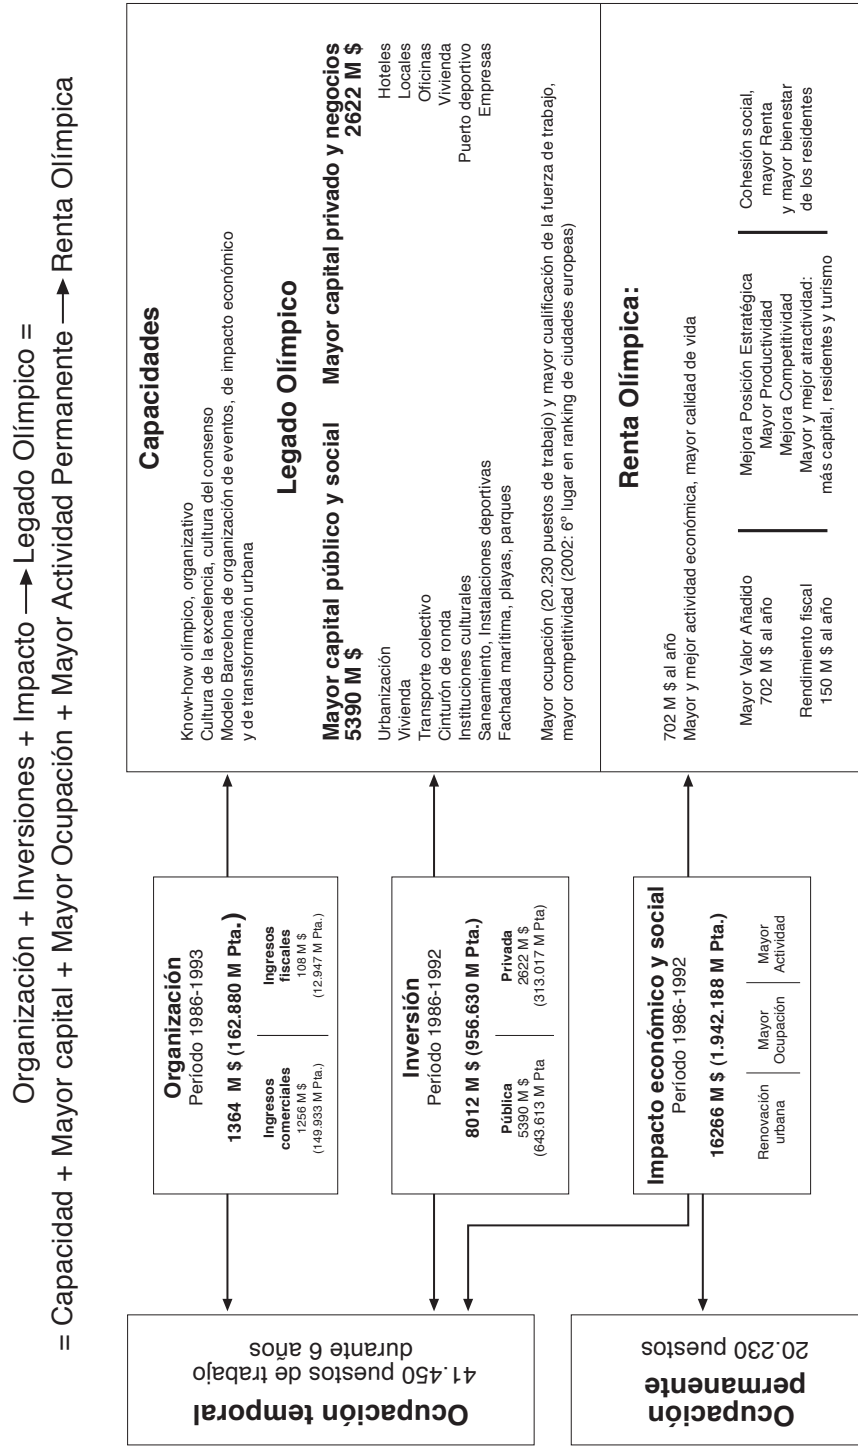 Organización + Inversiones + Impacto → Legado Olímpico =
= Capacidad + Mayor capital + Mayor Ocupación + Mayor Actividad Permanente → Renta Olímpica
Ocupación temporal
41.450 puestos de trabajo
durante 6 años
Ocupación
permanente
20.230 puestos
Organización
Período 1986-1993
1364 M $ (162.880 M Pta.)
Ingresos
comerciales
1256 M $
(149.933 M Pta.)
Ingresos
fiscales
108 M $
(12.947 M Pta.)
Inversión
Período 1986-1992
8012 M $ (956.630 M Pta.)
Pública
5390 M $
(643.613 M Pta
Privada
2622 M $
(313.017 M Pta)
Impacto económico y social
Período 1986-1992
16266 M $ (1.942.188 M Pta.)
Renovación
urbana
Mayor
Ocupación
Mayor
Actividad
Capacidades
Know-how olímpico, organizativo
Cultura de la excelencia, cultura del consenso
Modelo Barcelona de organización de eventos, de impacto económico
y de transformación urbana
Legado Olímpico
Mayor capital público y social
5390 M $
Urbanización
Vivienda
Transporte colectivo
Cinturón de ronda
Instituciones culturales
Saneamiento, Instalaciones deportivas
Fachada marítima, playas, parques
Mayor capital privado y negocios
2622 M $
Hoteles
Locales
Oficinas
Vivienda
Puerto deportivo
Empresas
Mayor ocupación (20.230 puestos de trabajo) y mayor cualificación de la fuerza de trabajo,
mayor competitividad (2002: 6º lugar en ranking de ciudades europeas)
Renta Olímpica:
702 M $ al año
Mayor y mejor actividad económica, mayor calidad de vida
Mayor Valor Añadido
702 M $ al año
Rendimiento fiscal
150 M $ al año
Mejora Posición Estratégica
Mayor Productividad
Mejora Competitividad
Mayor y mejor atractividad:
más capital, residentes y turismo
Cohesión social,
mayor Renta
y mayor bienestar
de los residentes